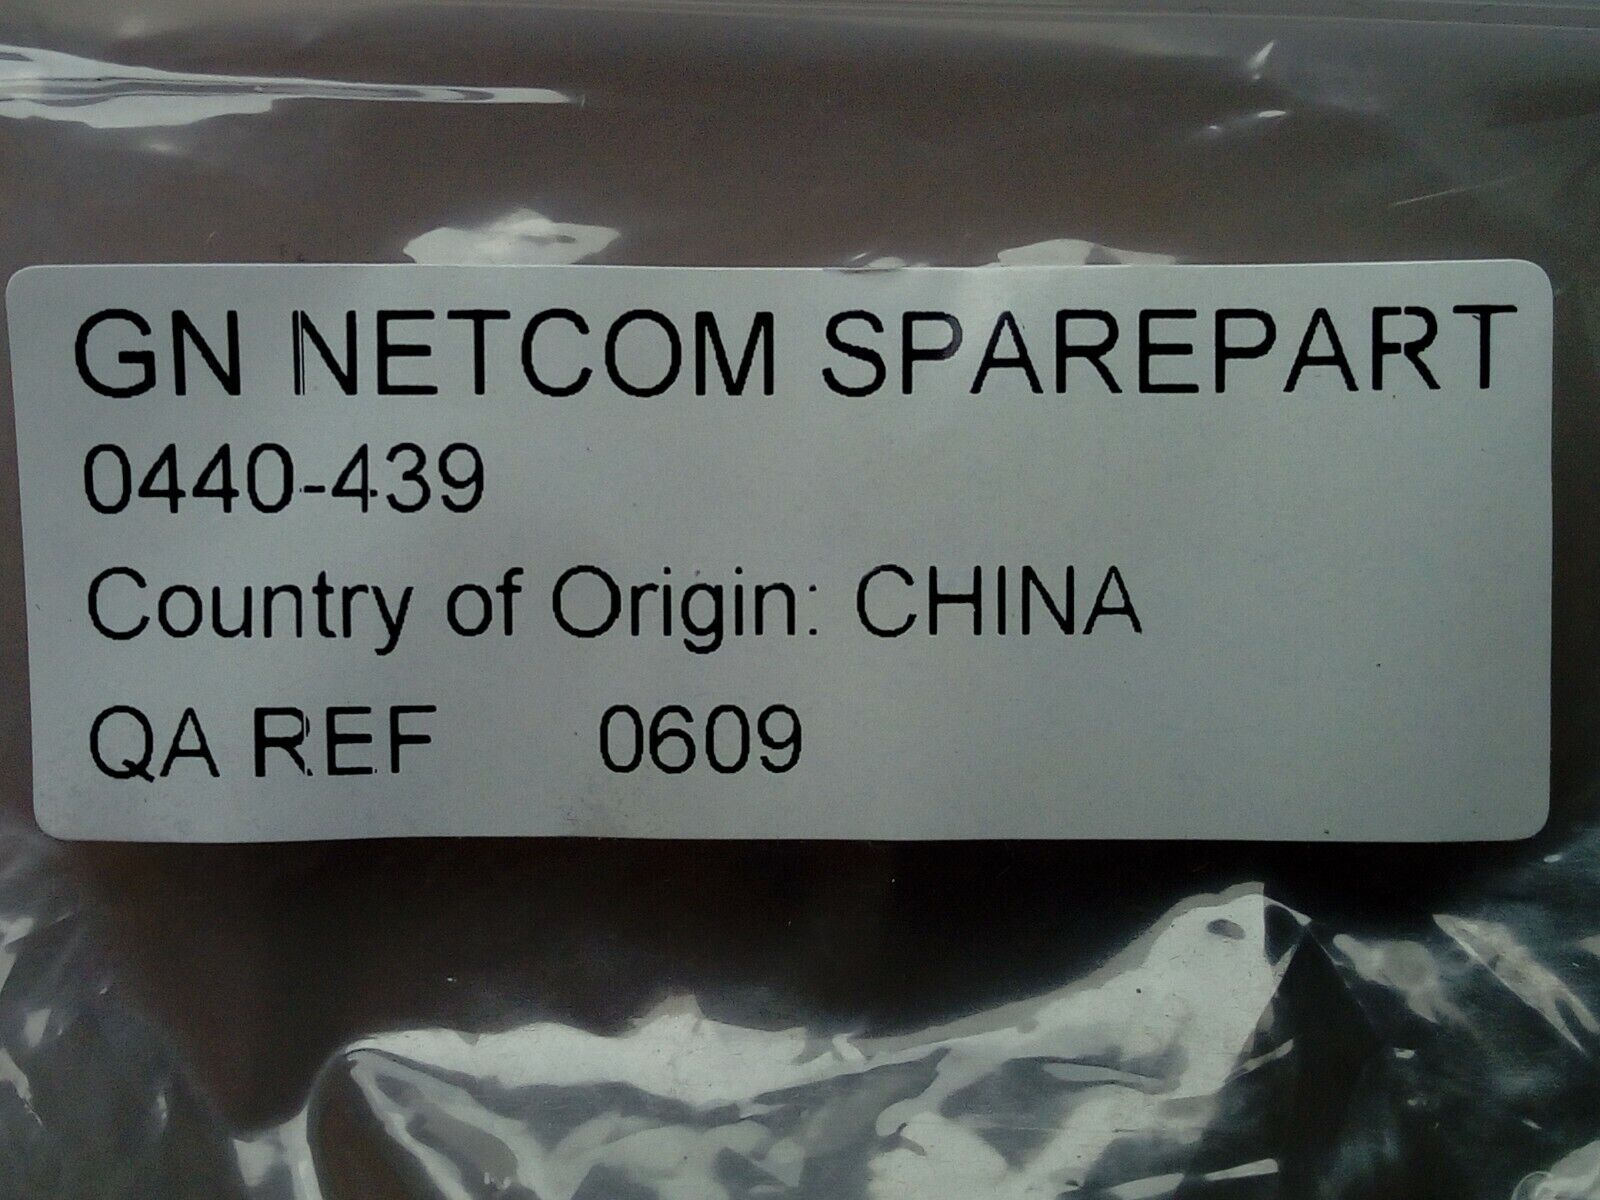 GN NETCOM SPAREPART
0440-439
Country of Origin: CHINA
QA REF 0609